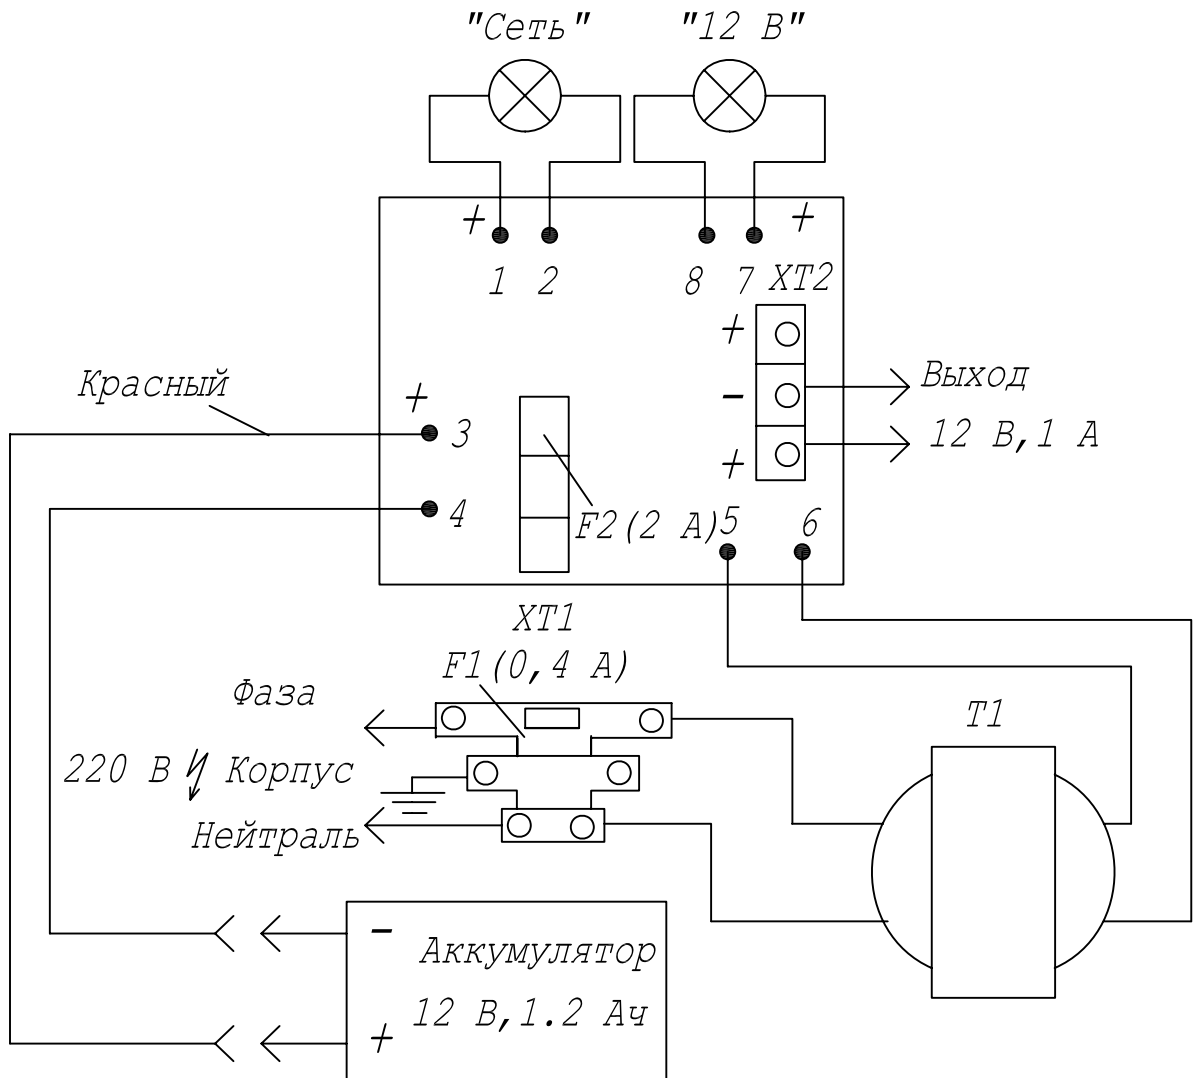 "Сеть" "12 В"
+ +
1 2 8 7 XT2
+
Красный
+ - Выход
3 12 В,1 А
+
4 F2(2 А) 5 6
XT1
F1(0,4 А)
Фаза T1
220 В Корпус
Нейтраль
- Аккумулятор
12 В,1.2 Ач
+